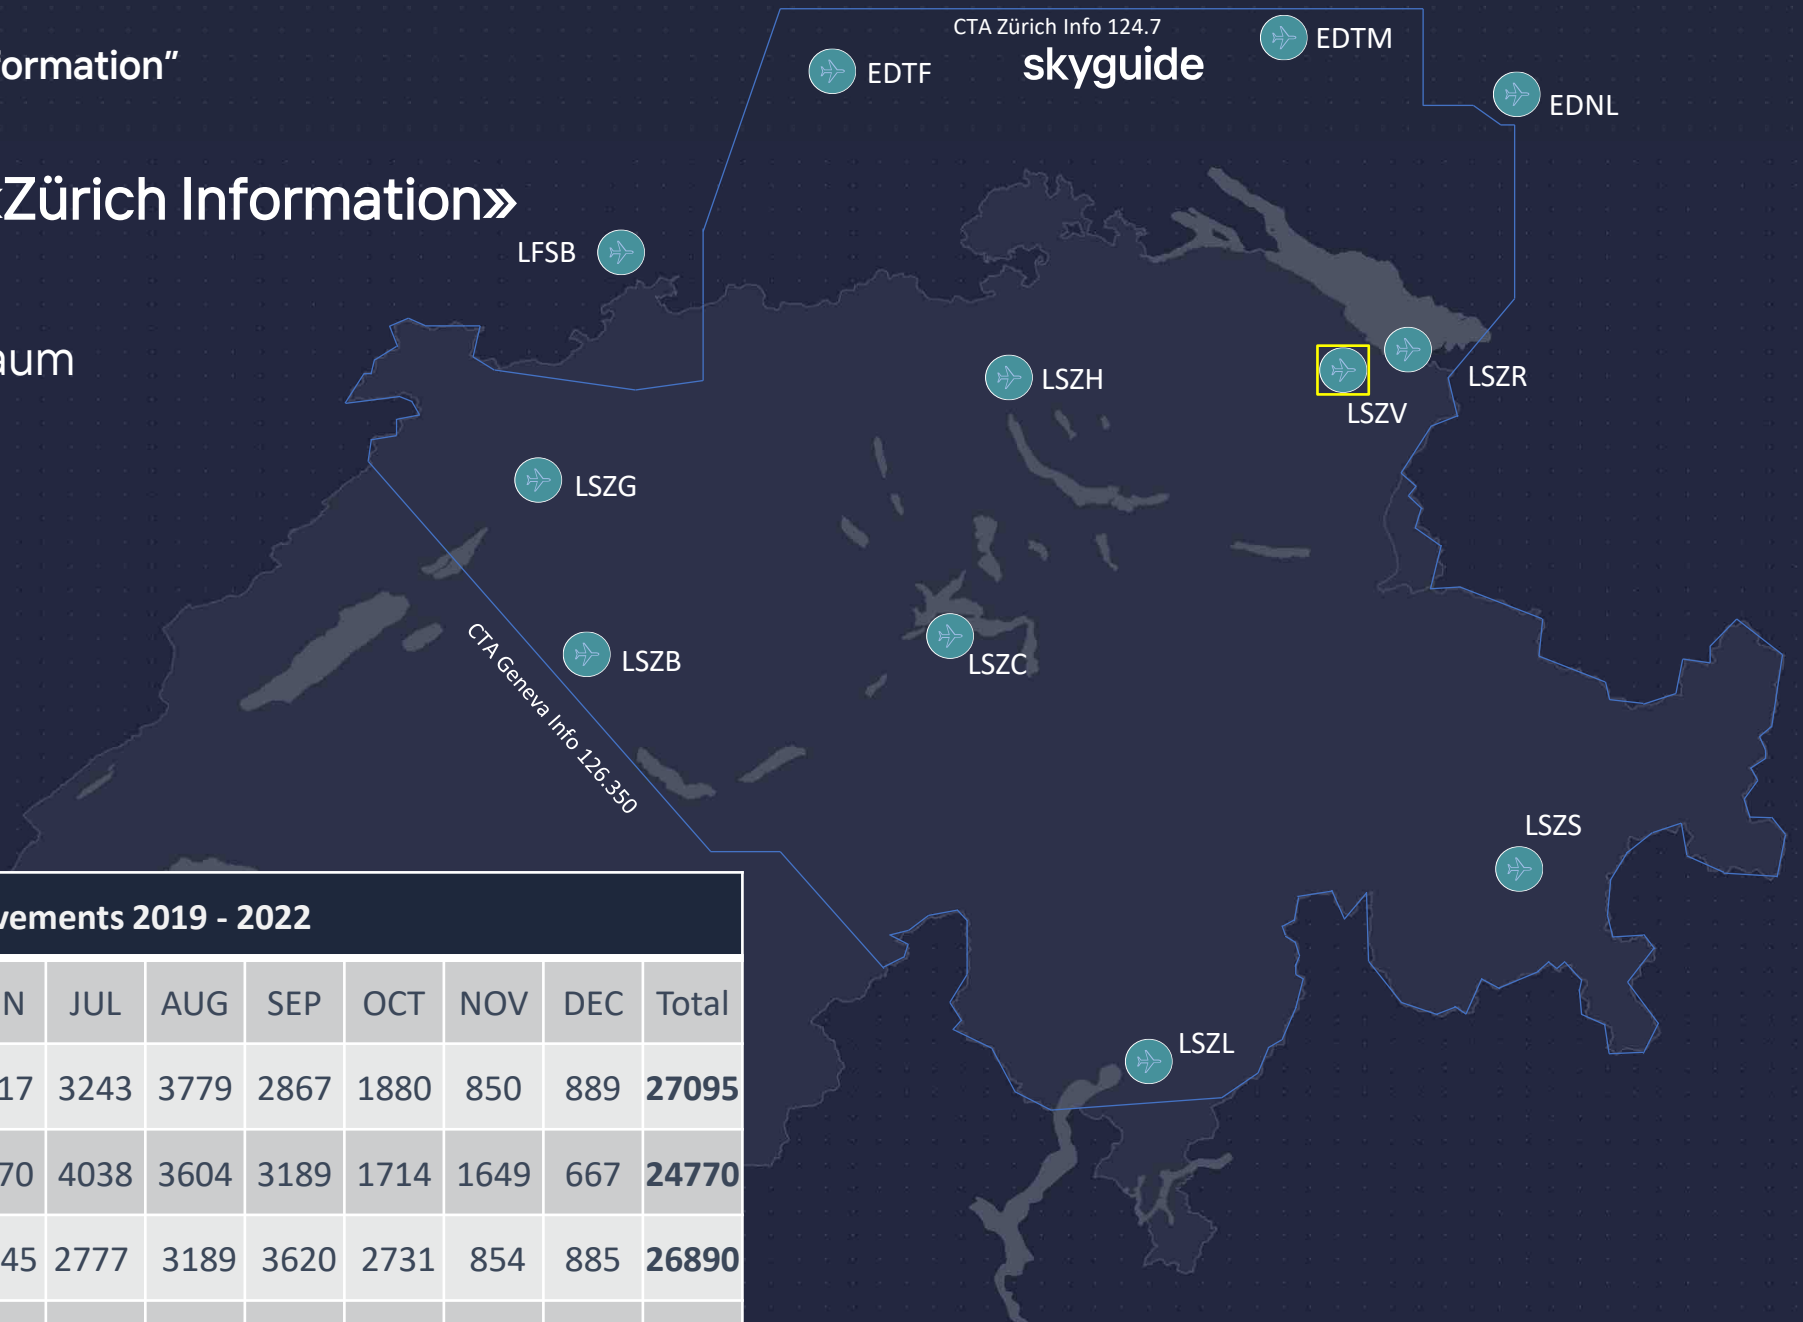 CTA Zürich Info 124.7
skyguide
EDTM
EDTF
EDNL
formation”
«Zürich Information»
LFSB
aum
LSZH
LSZR
LSZV
LSZG
LSZB
LSZC
CTA Geneva Info 126.350
LSZS
LSZL
vements 2019 - 2022
N JUL AUG SEP OCT NOV DEC Total
17 3243 3779 2867 1880 850 889 27095
70 4038 3604 3189 1714 1649 667 24770
45 2777 3189 3620 2731 854 885 26890